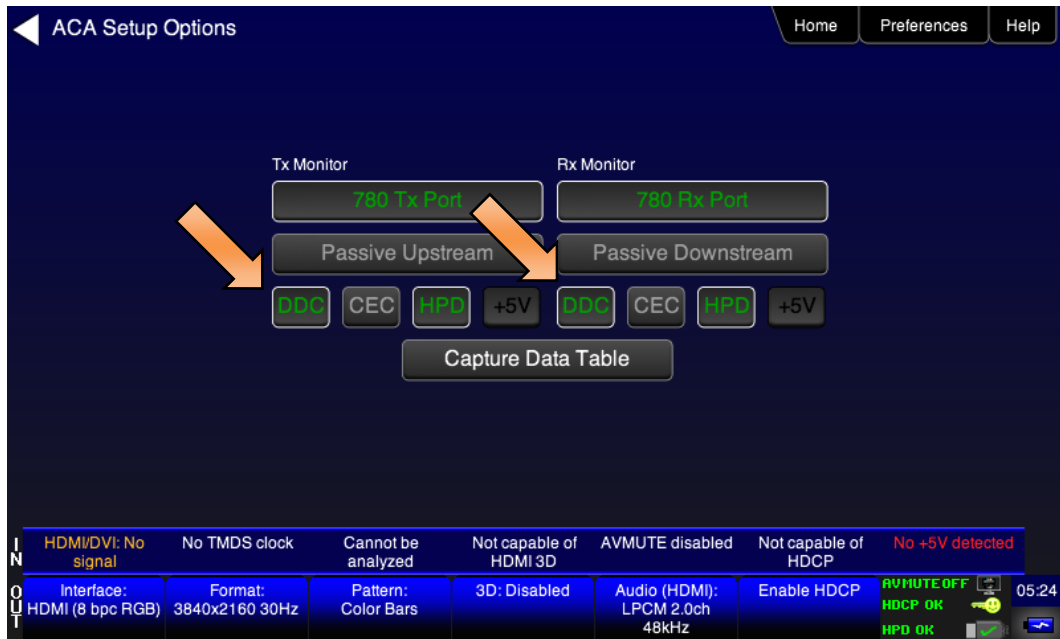 ACA Setup Options
Home
Preferences
Help
Tx Monitor
Rx Monitor
780 Tx Port
780 Rx Port
Passive Upstream
Passive Downstream
DDC
CEC
HPD
+5V
DDC
CEC
HPD
+5V
Capture Data Table
IN
HDMI/DVI: No
signal
No TMDS clock
Cannot be
analyzed
Not capable of
HDMI 3D
AVMUTE disabled
Not capable of
HDCP
No +5V detected
OUT
Interface:
HDMI (8 bpc RGB)
Format:
3840x2160 30Hz
Pattern:
Color Bars
3D: Disabled
Audio (HDMI):
LPCM 2.0ch
48kHz
Enable HDCP
AVMUTEOFF
HDCP OK
HPD OK
05:24